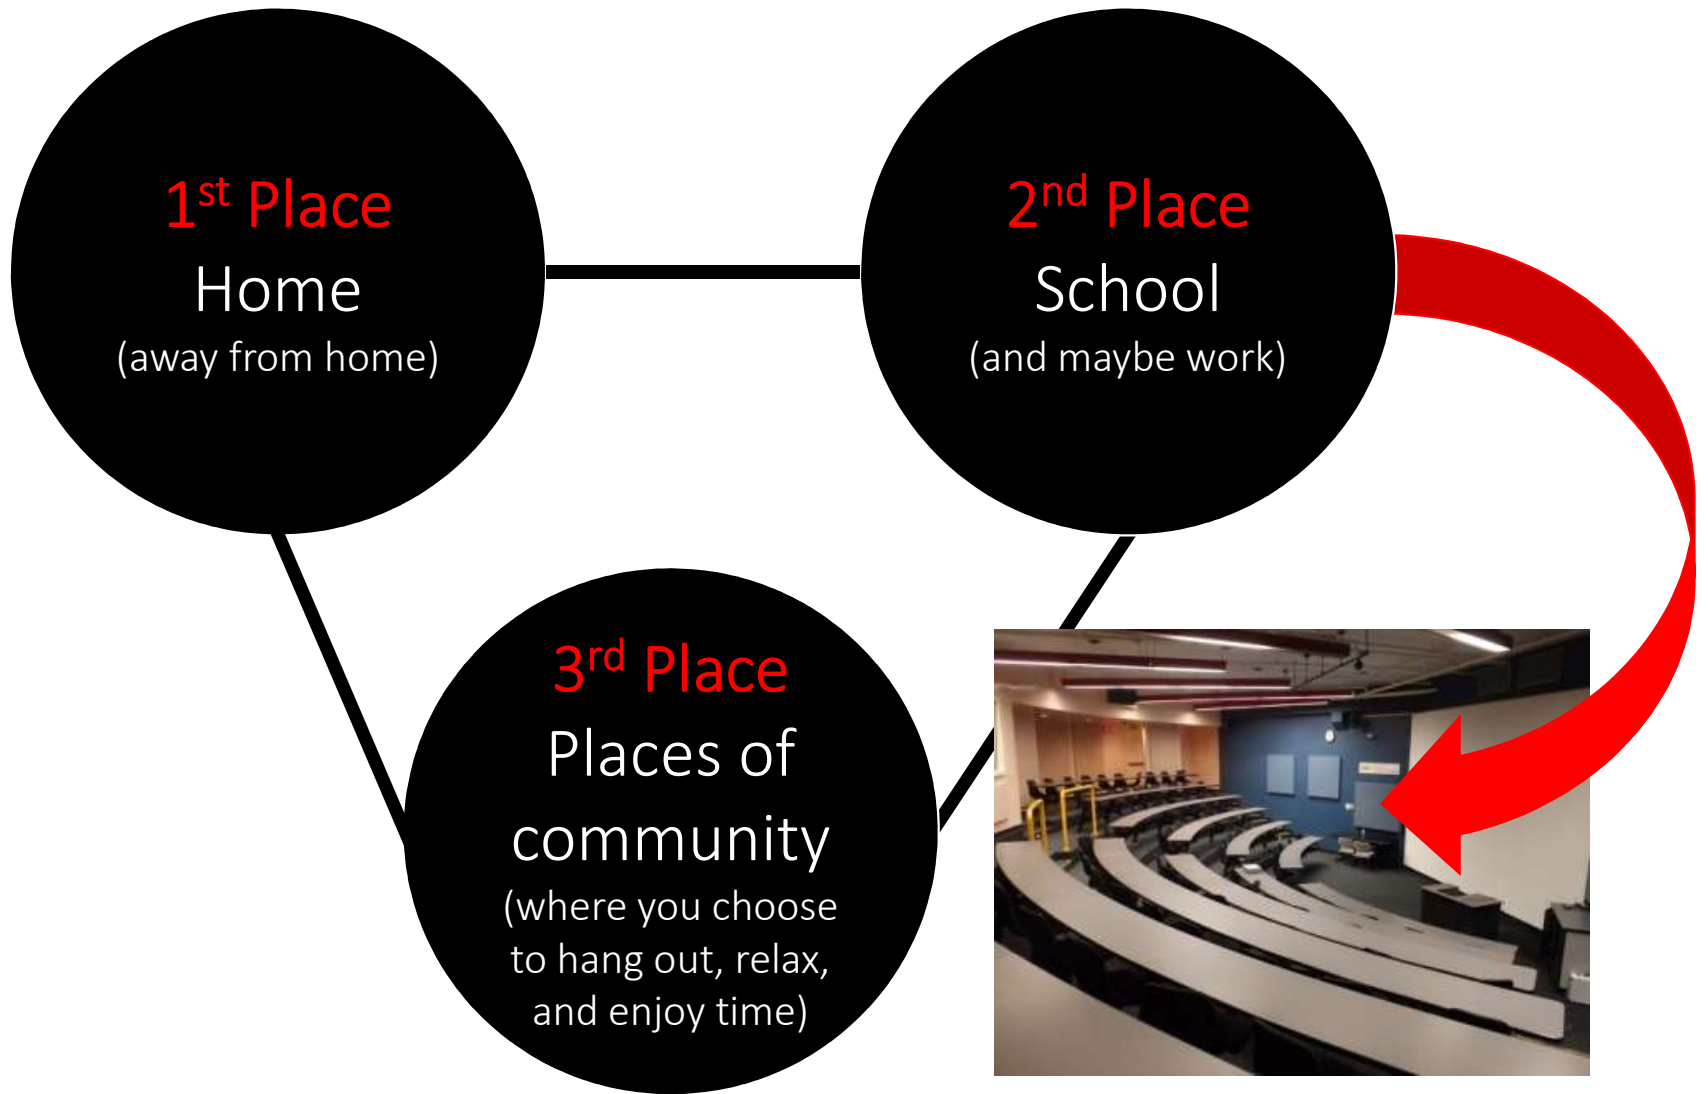 1st Place
Home
(away from home)
2nd Place
School
(and maybe work)
3rd Place
Places of
community
(where you choose
to hang out, relax,
and enjoy time)